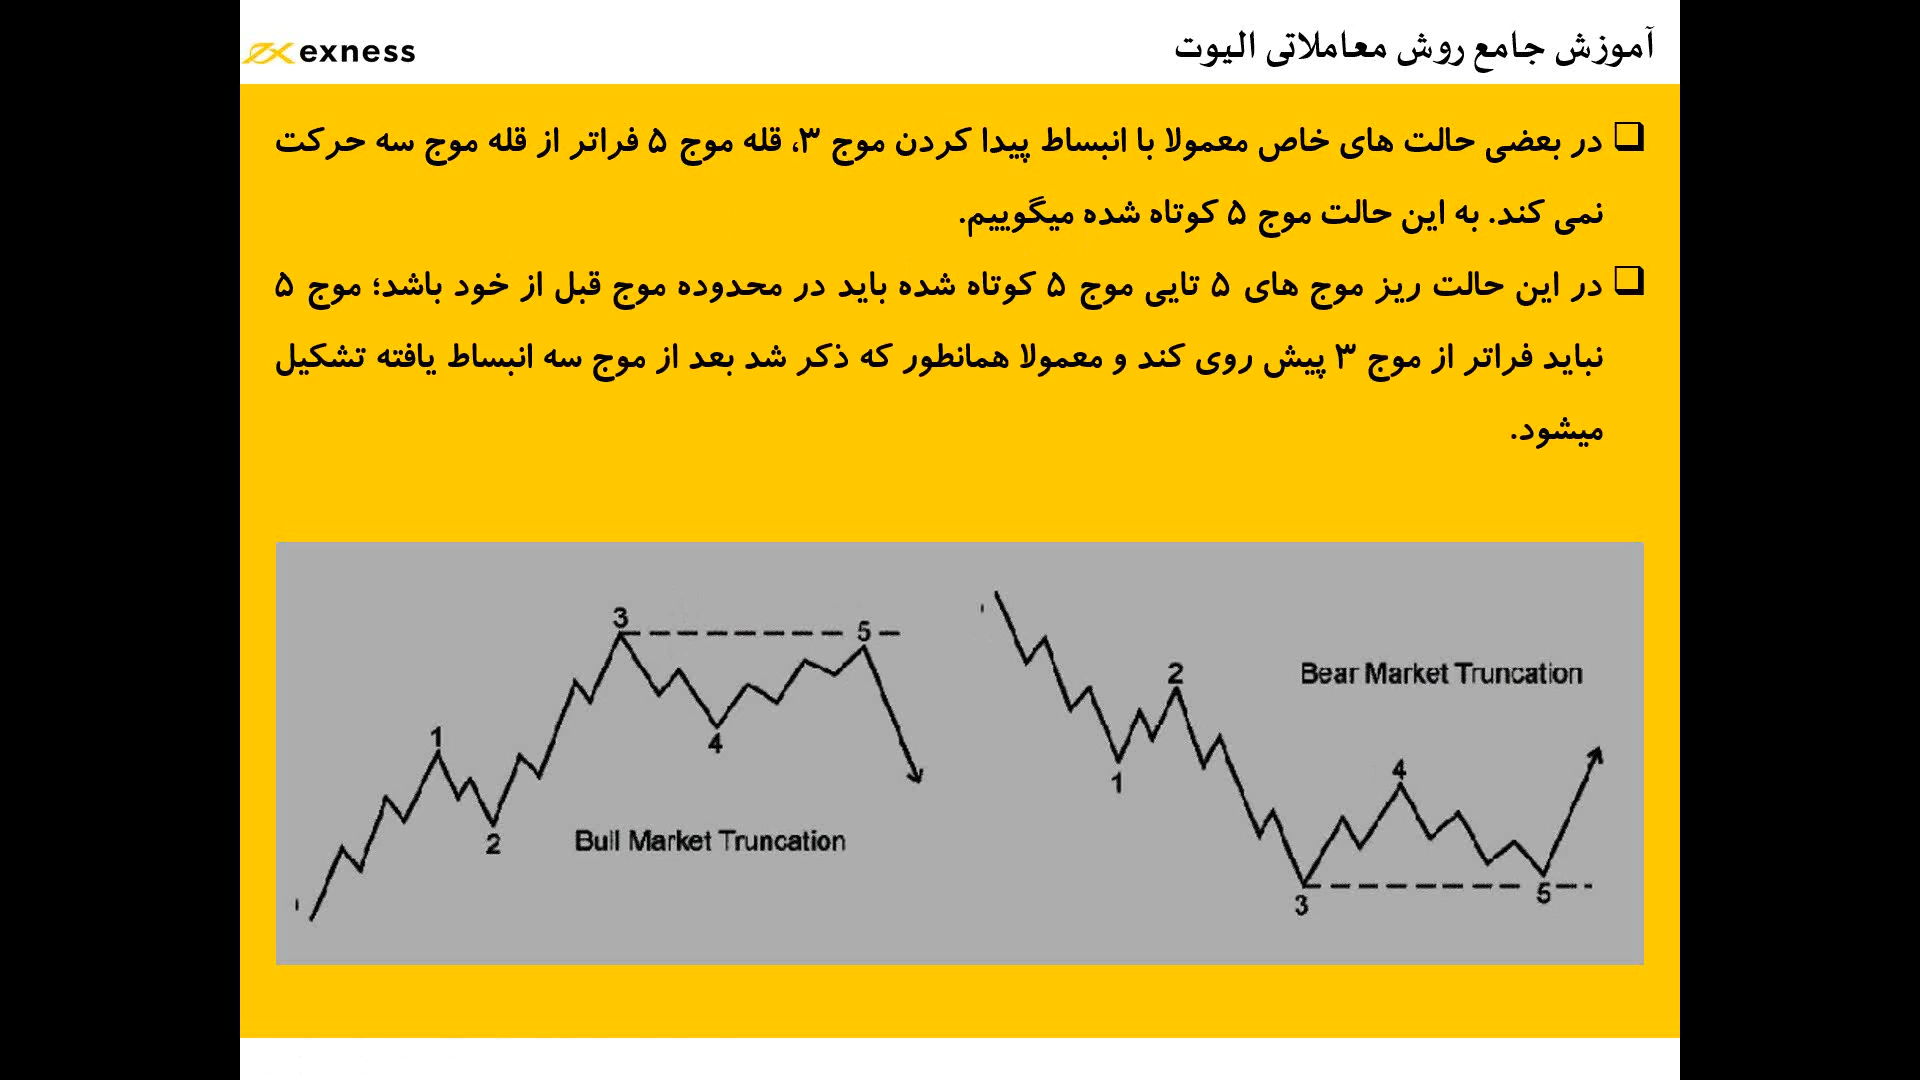 exness
آموزش جامع روش معاملاتی الیوت
در بعضی حالت های خاص معمولا با انبساط پیدا کردن موج ۳، قله موج ۵ فراتر از قله موج سه حرکت
نمی کند. به این حالت موج ۵ کوتاه شده میگوییم.
در این حالت ریز موج های ۵ تایی موج ۵ کوتاه شده باید در محدوده موج قبل از خود باشد؛ موج ۵
نباید فراتر از موج ۳ پیش روی کند و معمولا همانطور که ذکر شد بعد از موج سه انبساط یافته تشکیل
میشود.
3
5
1
4
2
Bull Market Truncation
2
Bear Market Truncation
4
1
5
3